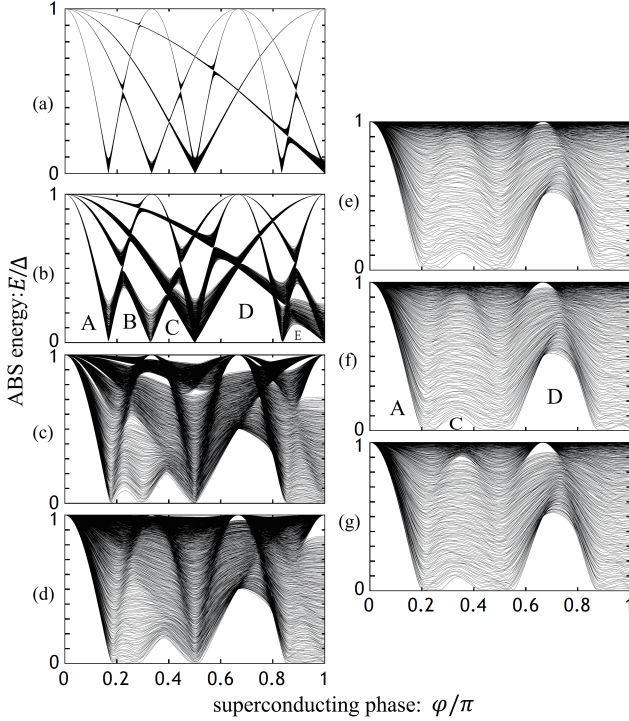 1
(a)
0
1
(b)
A B C D E
0
1
(c)
0
1
(d)
0
0 0.2 0.4 0.6 0.8 1
ABS energy: E/Δ
1
(e)
0
1
(f)
A C D
0
1
(g)
0
0 0.2 0.4 0.6 0.8 1
superconducting phase: φ/π